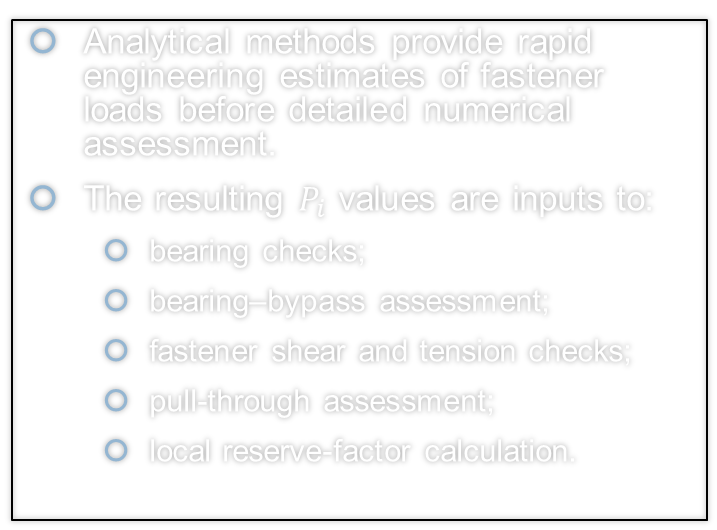 Analytical methods provide rapid
engineering estimates of fastener
loads before detailed numerical
assessment.
The resulting P_i values are inputs to:
bearing checks;
bearing–bypass assessment;
fastener shear and tension checks;
pull-through assessment;
local reserve-factor calculation.